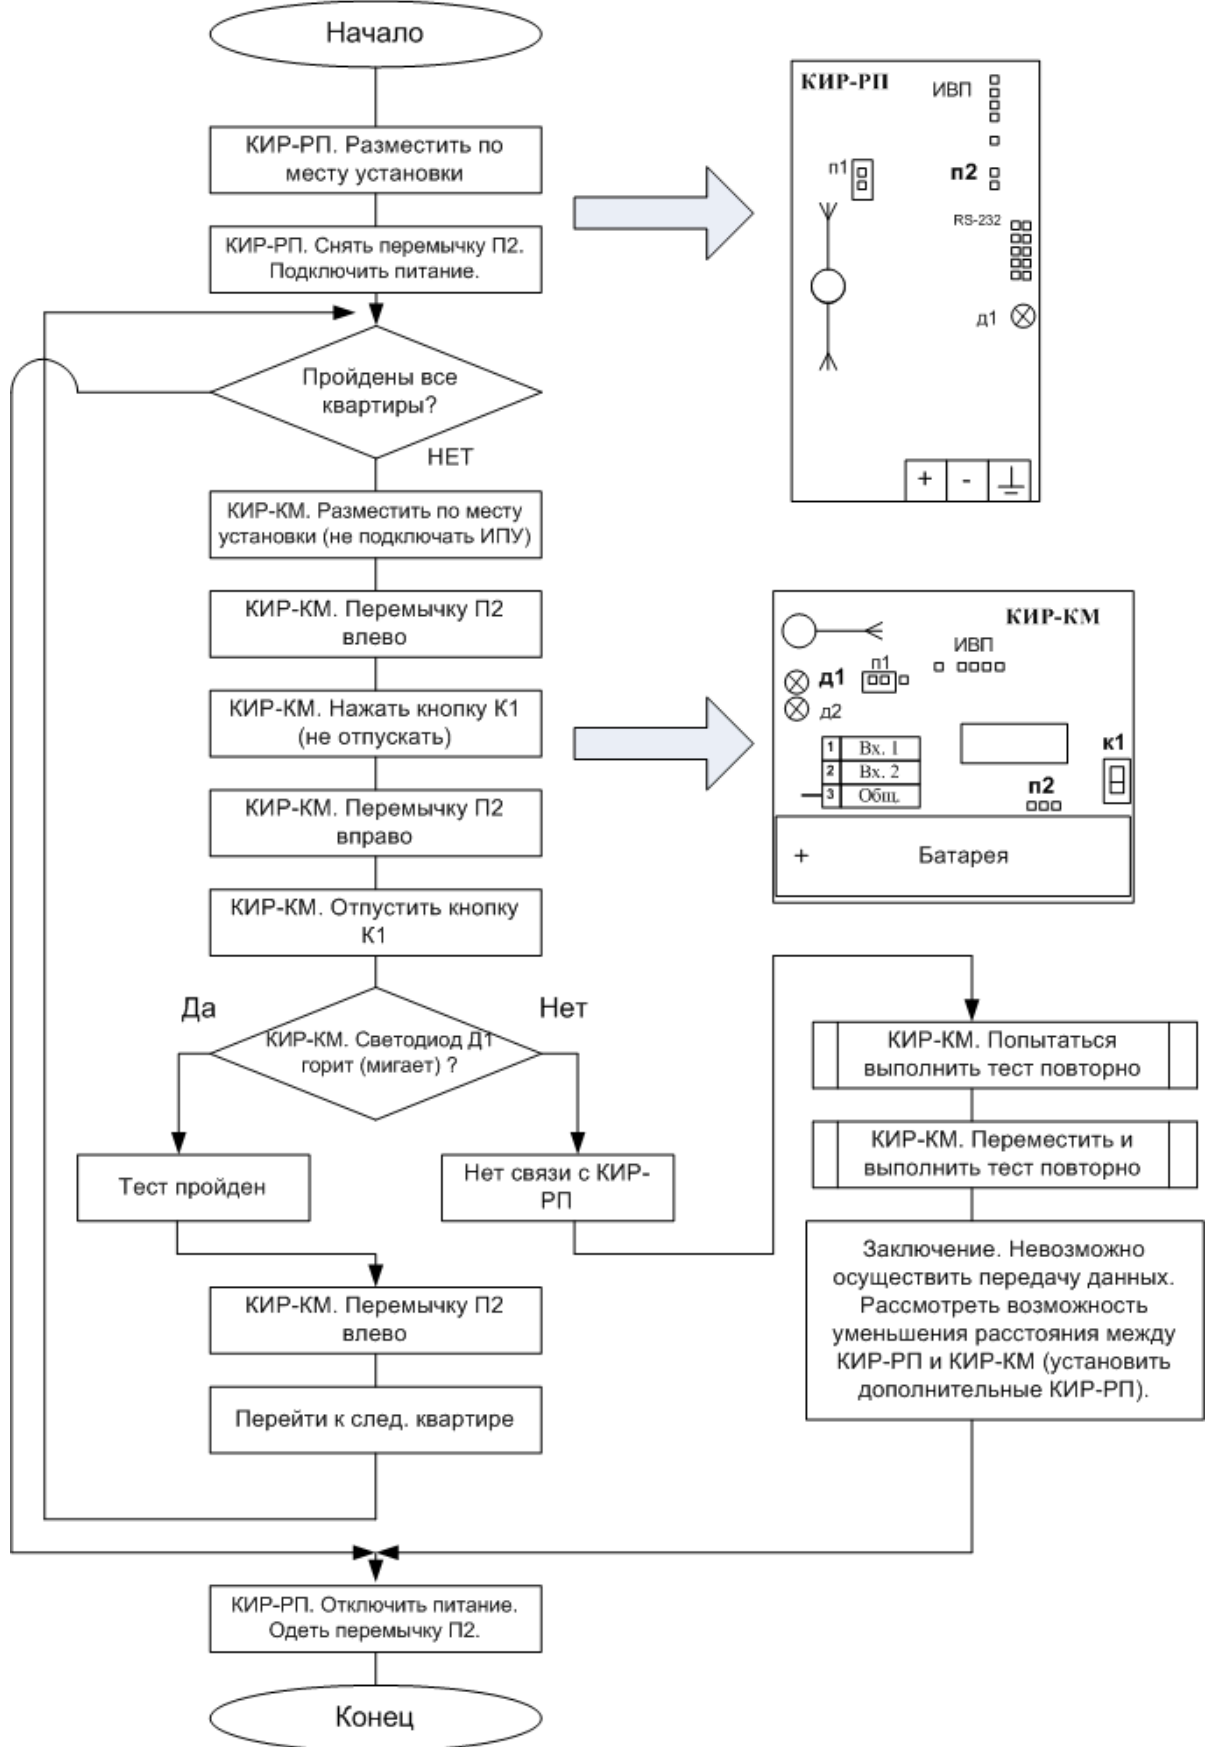 Начало
КИР-РП. Разместить по
месту установки
КИР-РП. Снять перемычку П2.
Подключить питание.
Пройдены все
квартиры?
НЕТ
КИР-КМ. Разместить по месту
установки (не подключать ИПУ)
КИР-КМ. Перемычку П2
влево
КИР-КМ. Нажать кнопку К1
(не отпускать)
КИР-КМ. Перемычку П2
вправо
КИР-КМ. Отпустить кнопку
К1
Да
Нет
КИР-КМ. Светодиод Д1
горит (мигает) ?
Тест пройден
Нет связи с КИР-
РП
КИР-КМ. Перемычку П2
влево
Перейти к след. квартире
КИР-РП. Отключить питание.
Одеть перемычку П2.
Конец
КИР-РП
ИВП
п1
п2
RS-232
д1
+
-
КИР-КМ
ИВП
п1
д1
д2
1 Вх. 1
2 Вх. 2
3 Общ.
к1
п2
+ Батарея
КИР-КМ. Попытаться
выполнить тест повторно
КИР-КМ. Переместить и
выполнить тест повторно
Заключение. Невозможно
осуществить передачу данных.
Рассмотреть возможность
уменьшения расстояния между
КИР-РП и КИР-КМ (установить
дополнительные КИР-РП).